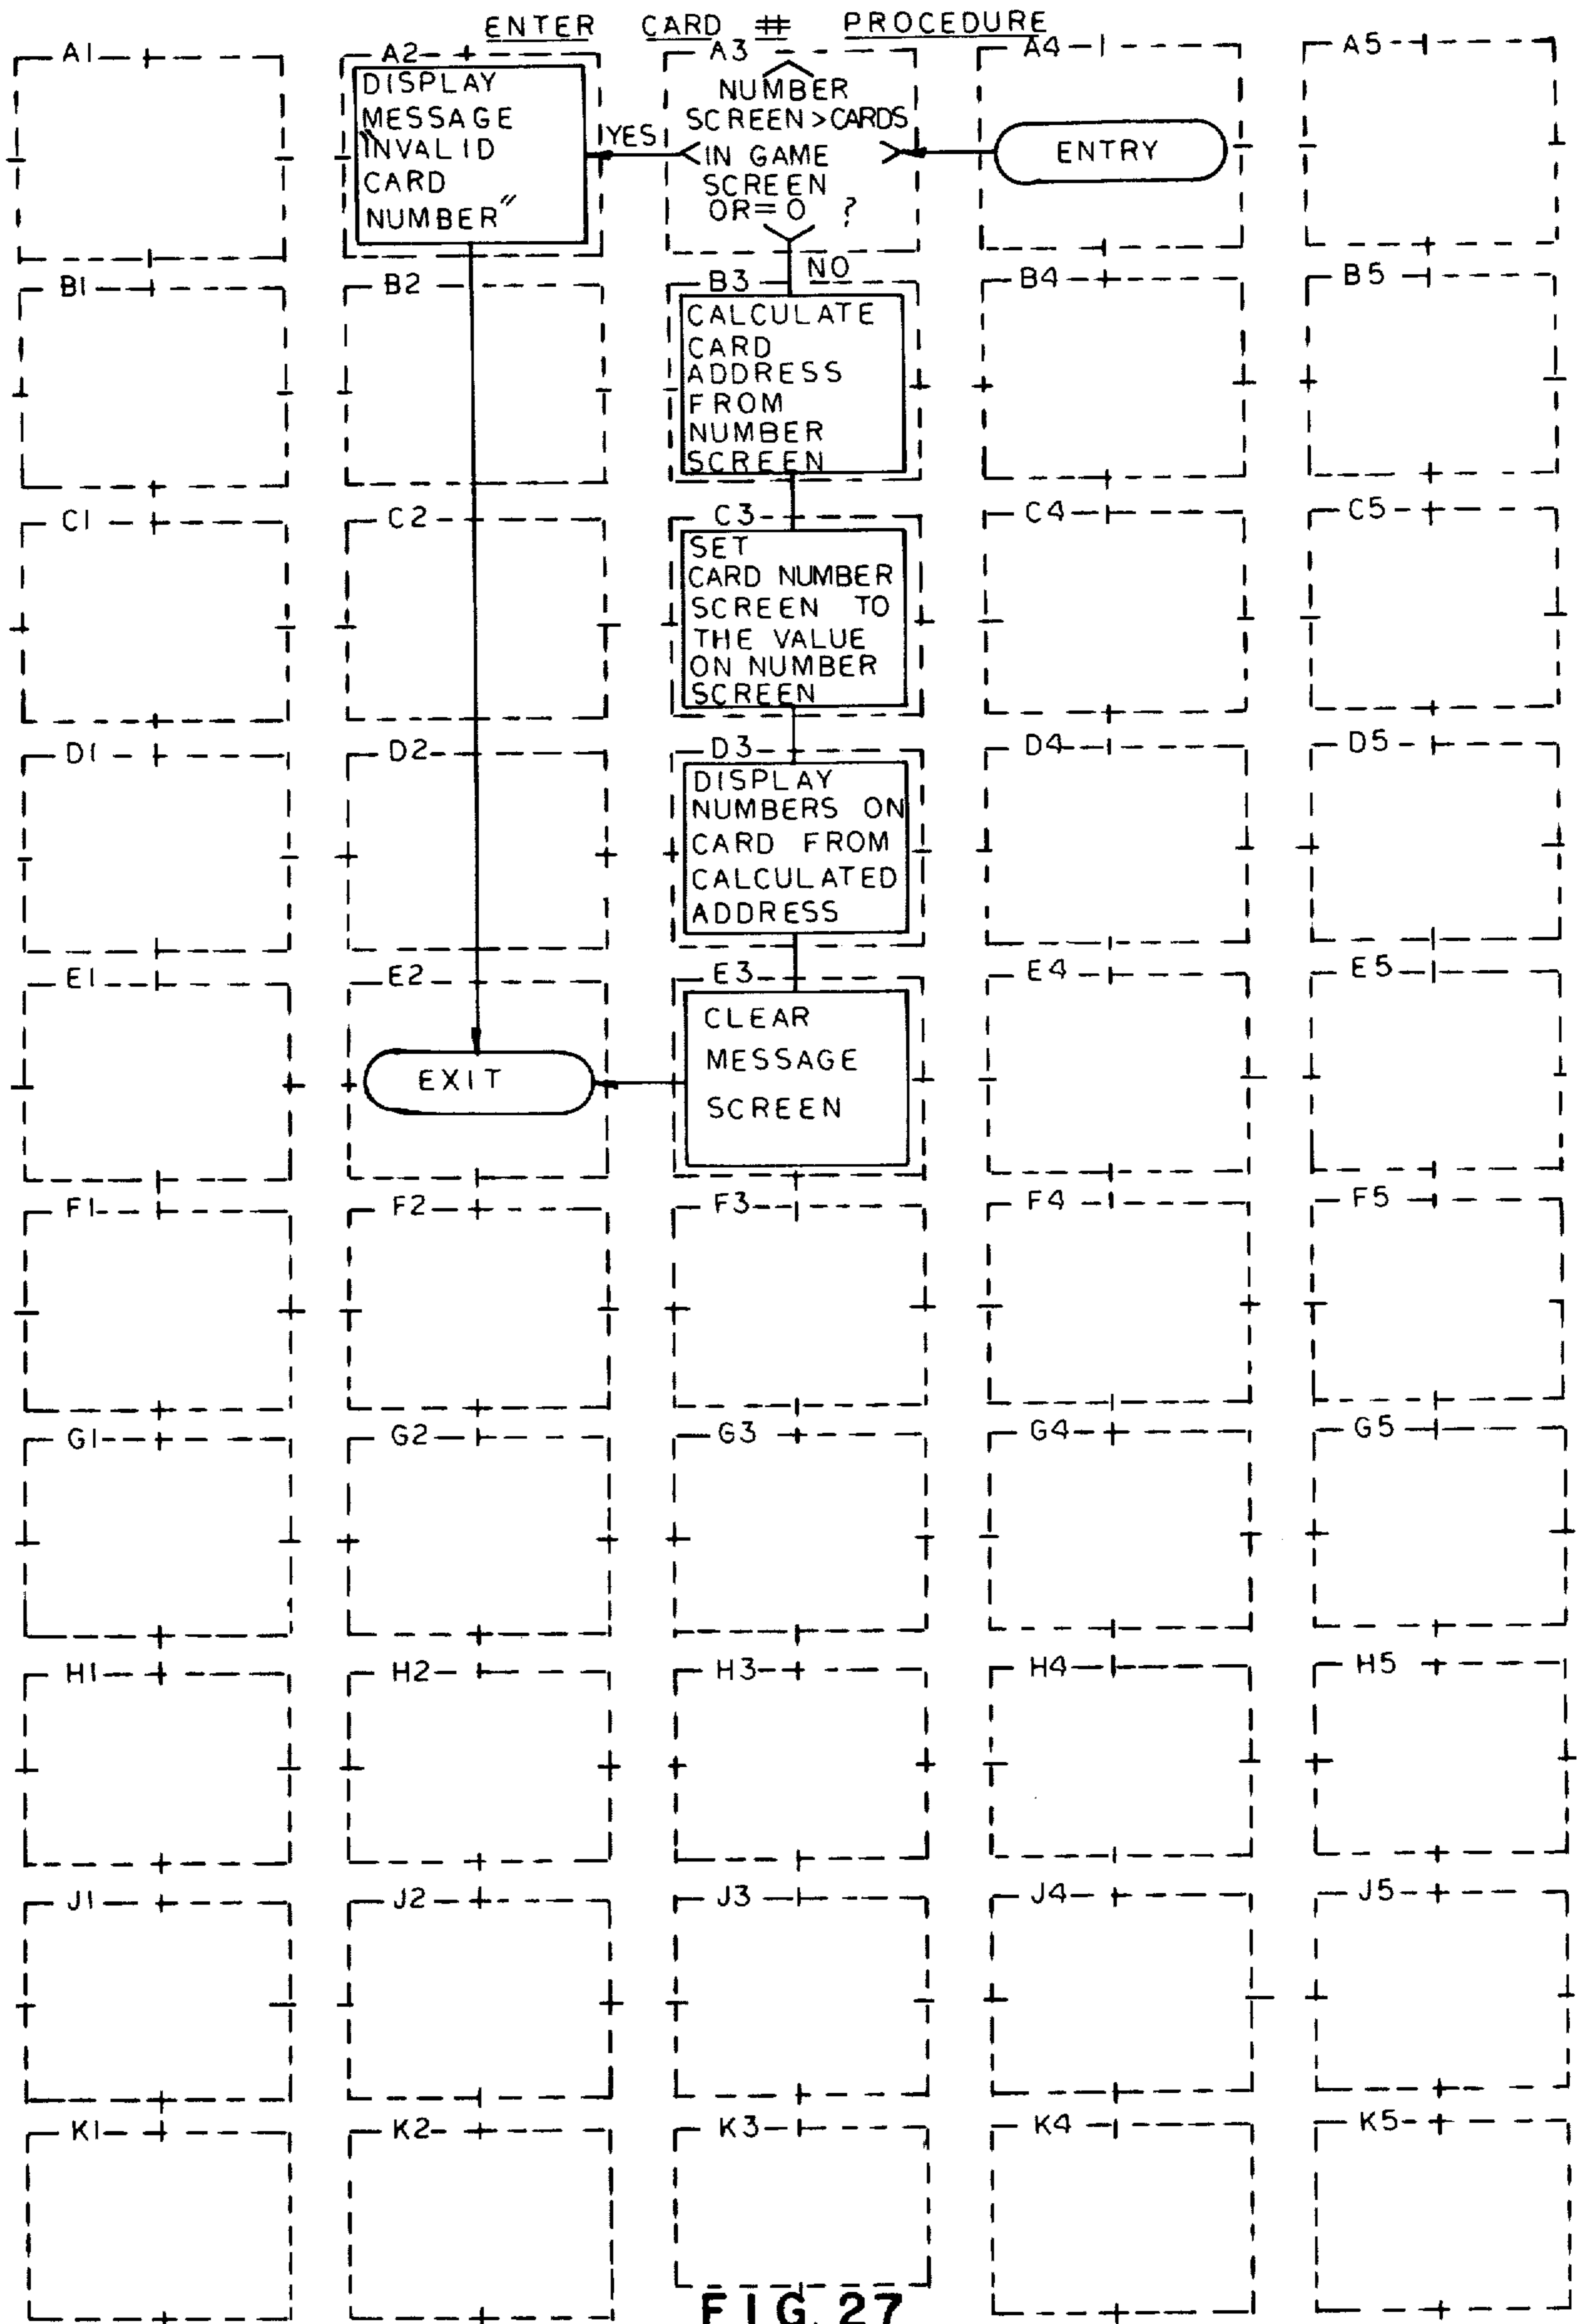 ENTER CARD # PROCEDURE
A1
A2
A3
A4
A5
DISPLAY
MESSAGE
"INVALID
CARD
NUMBER"
YES
NUMBER
SCREEN>CARDS
IN GAME
SCREEN
OR=0 ?
ENTRY
NO
B1
B2
B3
B4
B5
CALCULATE
CARD
ADDRESS
FROM
NUMBER
SCREEN
C1
C2
C3
C4
C5
SET
CARD NUMBER
SCREEN TO
THE VALUE
ON NUMBER
SCREEN
D1
D2
D3
D4
D5
DISPLAY
NUMBERS ON
CARD FROM
CALCULATED
ADDRESS
E1
E2
E3
E4
E5
EXIT
CLEAR
MESSAGE
SCREEN
F1
F2
F3
F4
F5
G1
G2
G3
G4
G5
H1
H2
H3
H4
H5
J1
J2
J3
J4
J5
K1
K2
K3
K4
K5
FIG. 27